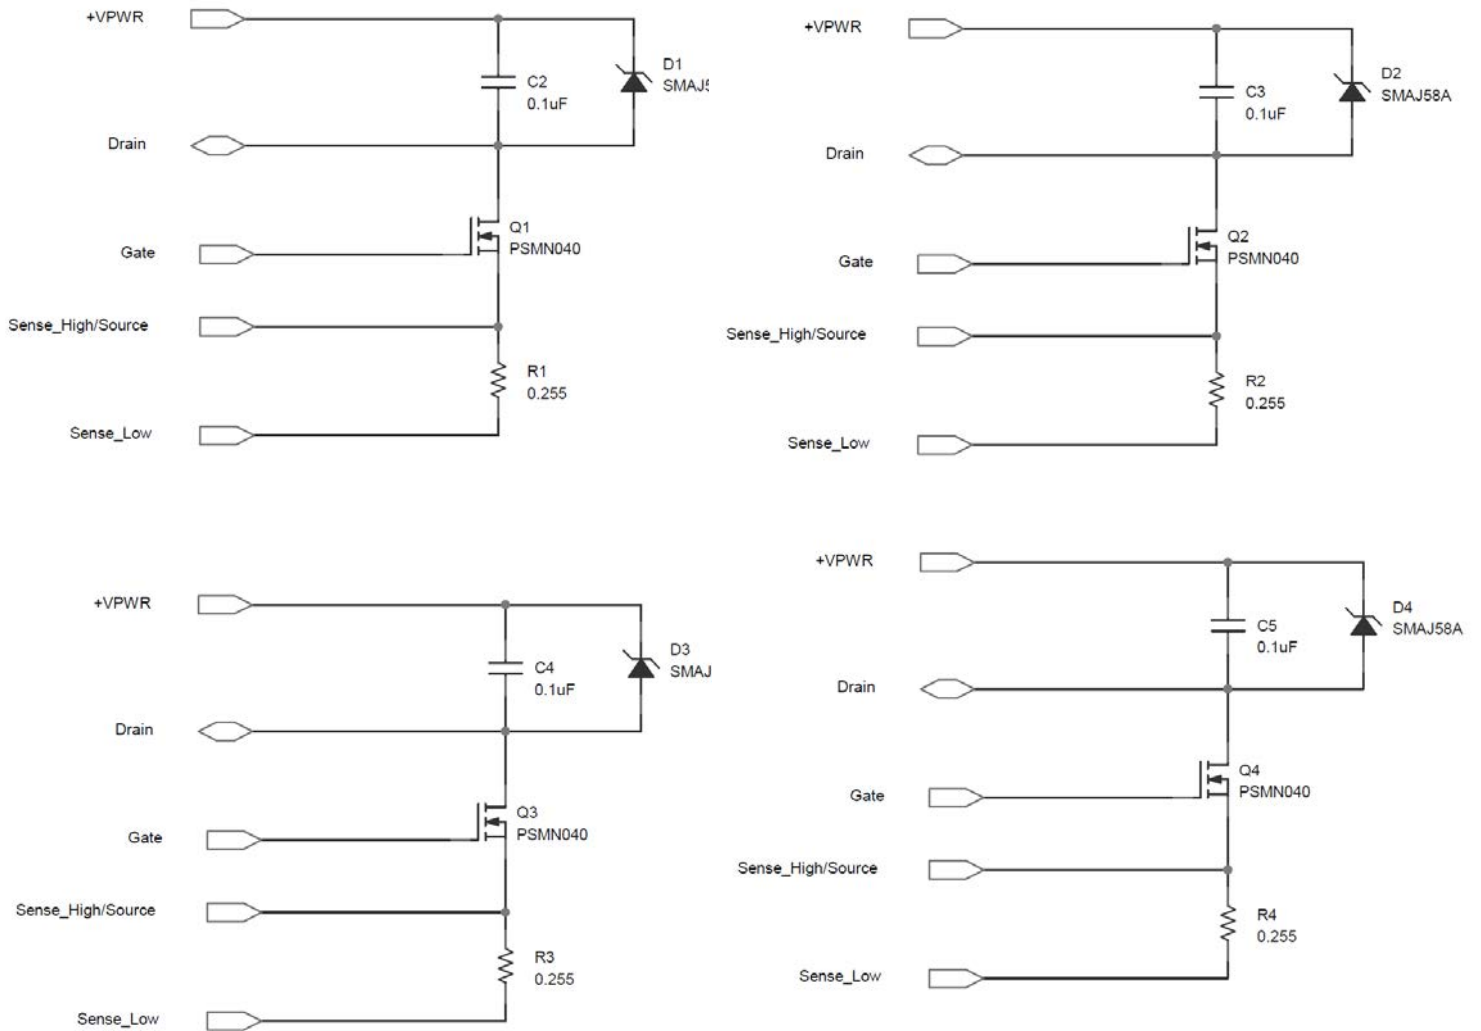 +VPWR
C2
0.1uF
D1
SMAJ5
Drain
Q1
PSMN040
Gate
Sense_High/Source
R1
0.255
Sense_Low
+VPWR
C3
0.1uF
D2
SMAJ58A
Drain
Q2
PSMN040
Gate
Sense_High/Source
R2
0.255
Sense_Low
+VPWR
C4
0.1uF
D3
SMAJ
Drain
Q3
PSMN040
Gate
Sense_High/Source
R3
0.255
Sense_Low
+VPWR
C5
0.1uF
D4
SMAJ58A
Drain
Q4
PSMN040
Gate
Sense_High/Source
R4
0.255
Sense_Low